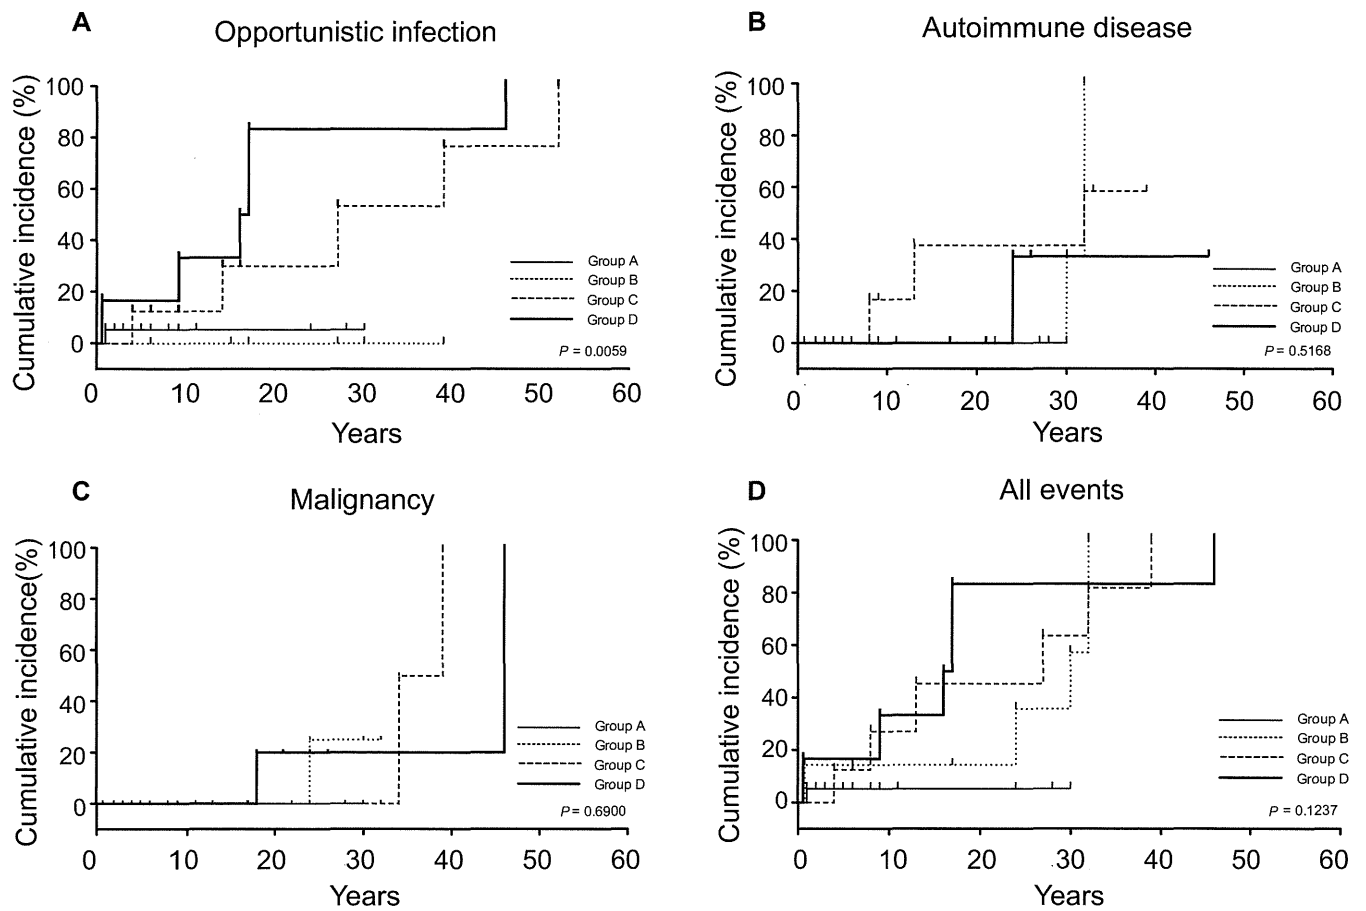 A
Opportunistic infection
Cumulative incidence (%)
100
80
60
40
20
0
Group A
Group B
Group C
Group D
P = 0.0059
0 10 20 30 40 50 60
Years
B
Autoimmune disease
Cumulative incidence (%)
100
80
60
40
20
0
Group A
Group B
Group C
Group D
P = 0.5168
0 10 20 30 40 50 60
Years
C
Malignancy
Cumulative incidence(%)
100
80
60
40
20
0
Group A
Group B
Group C
Group D
P = 0.6900
0 10 20 30 40 50 60
Years
D
All events
Cumulative incidence (%)
100
80
60
40
20
0
Group A
Group B
Group C
Group D
P = 0.1237
0 10 20 30 40 50 60
Years